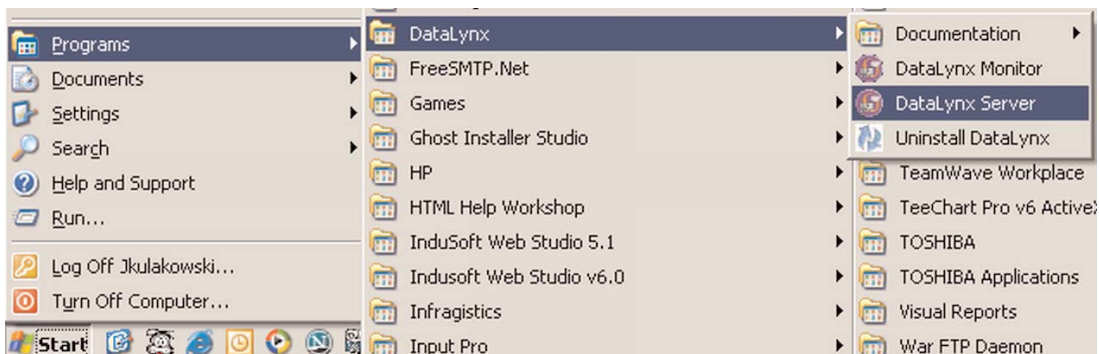 Programs
Documents
Settings
Search
Help and Support
Run...
Log Off Jkulakowski...
Turn Off Computer...
Start
DataLynx
FreeSMTP.Net
Games
Ghost Installer Studio
HP
HTML Help Workshop
InduSoft Web Studio 5.1
Indusoft Web Studio v6.0
Infragistics
Input Pro
Documentation
DataLynx Monitor
DataLynx Server
Uninstall DataLynx
TeamWave Workplace
TeeChart Pro v6 ActiveX
TOSHIBA
TOSHIBA Applications
Visual Reports
War FTP Daemon